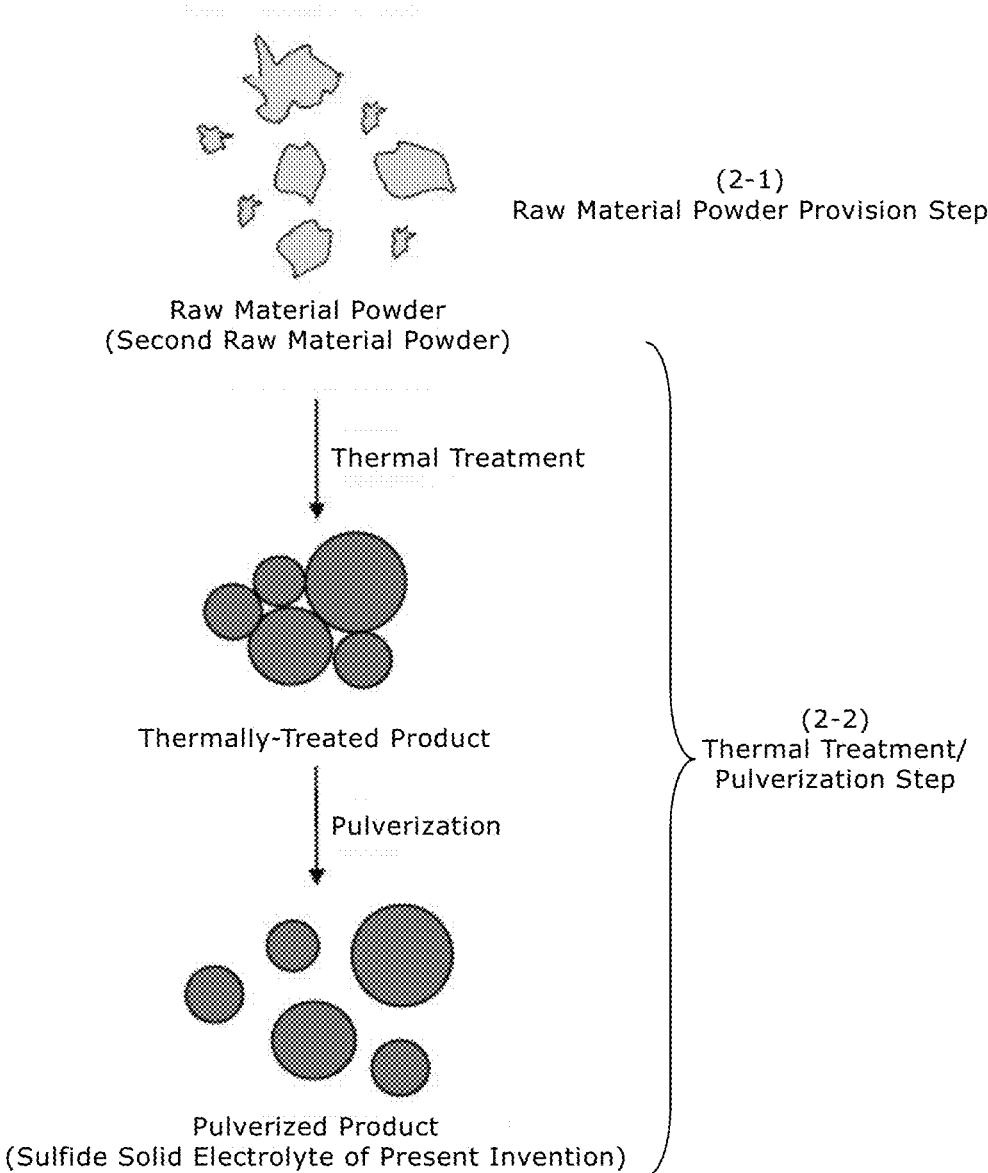 (2-1)
Raw Material Powder Provision Step
Raw Material Powder
(Second Raw Material Powder)
Thermal Treatment
Thermally-Treated Product
(2-2)
Thermal Treatment/
Pulverization Step
Pulverization
Pulverized Product
(Sulfide Solid Electrolyte of Present Invention)